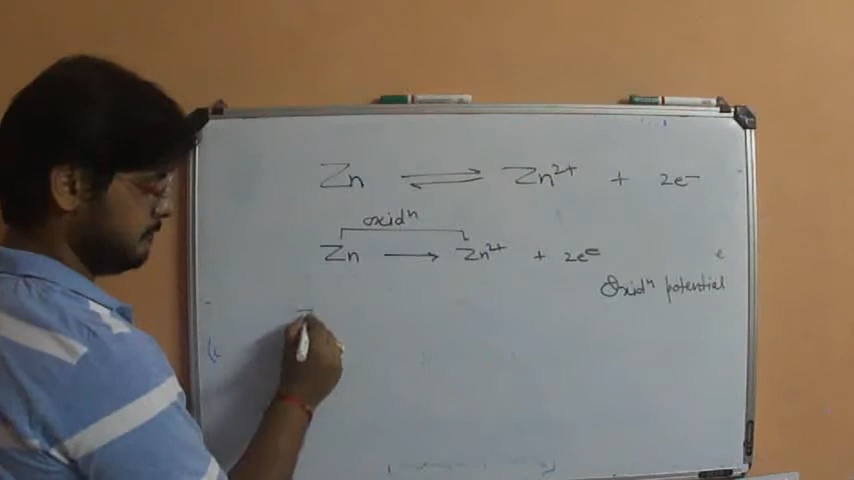 Zn ⇌ Zn²⁺ + 2e⁻
oxidⁿ
Zn → Zn²⁺ + 2e⁻
Oxidⁿ potential